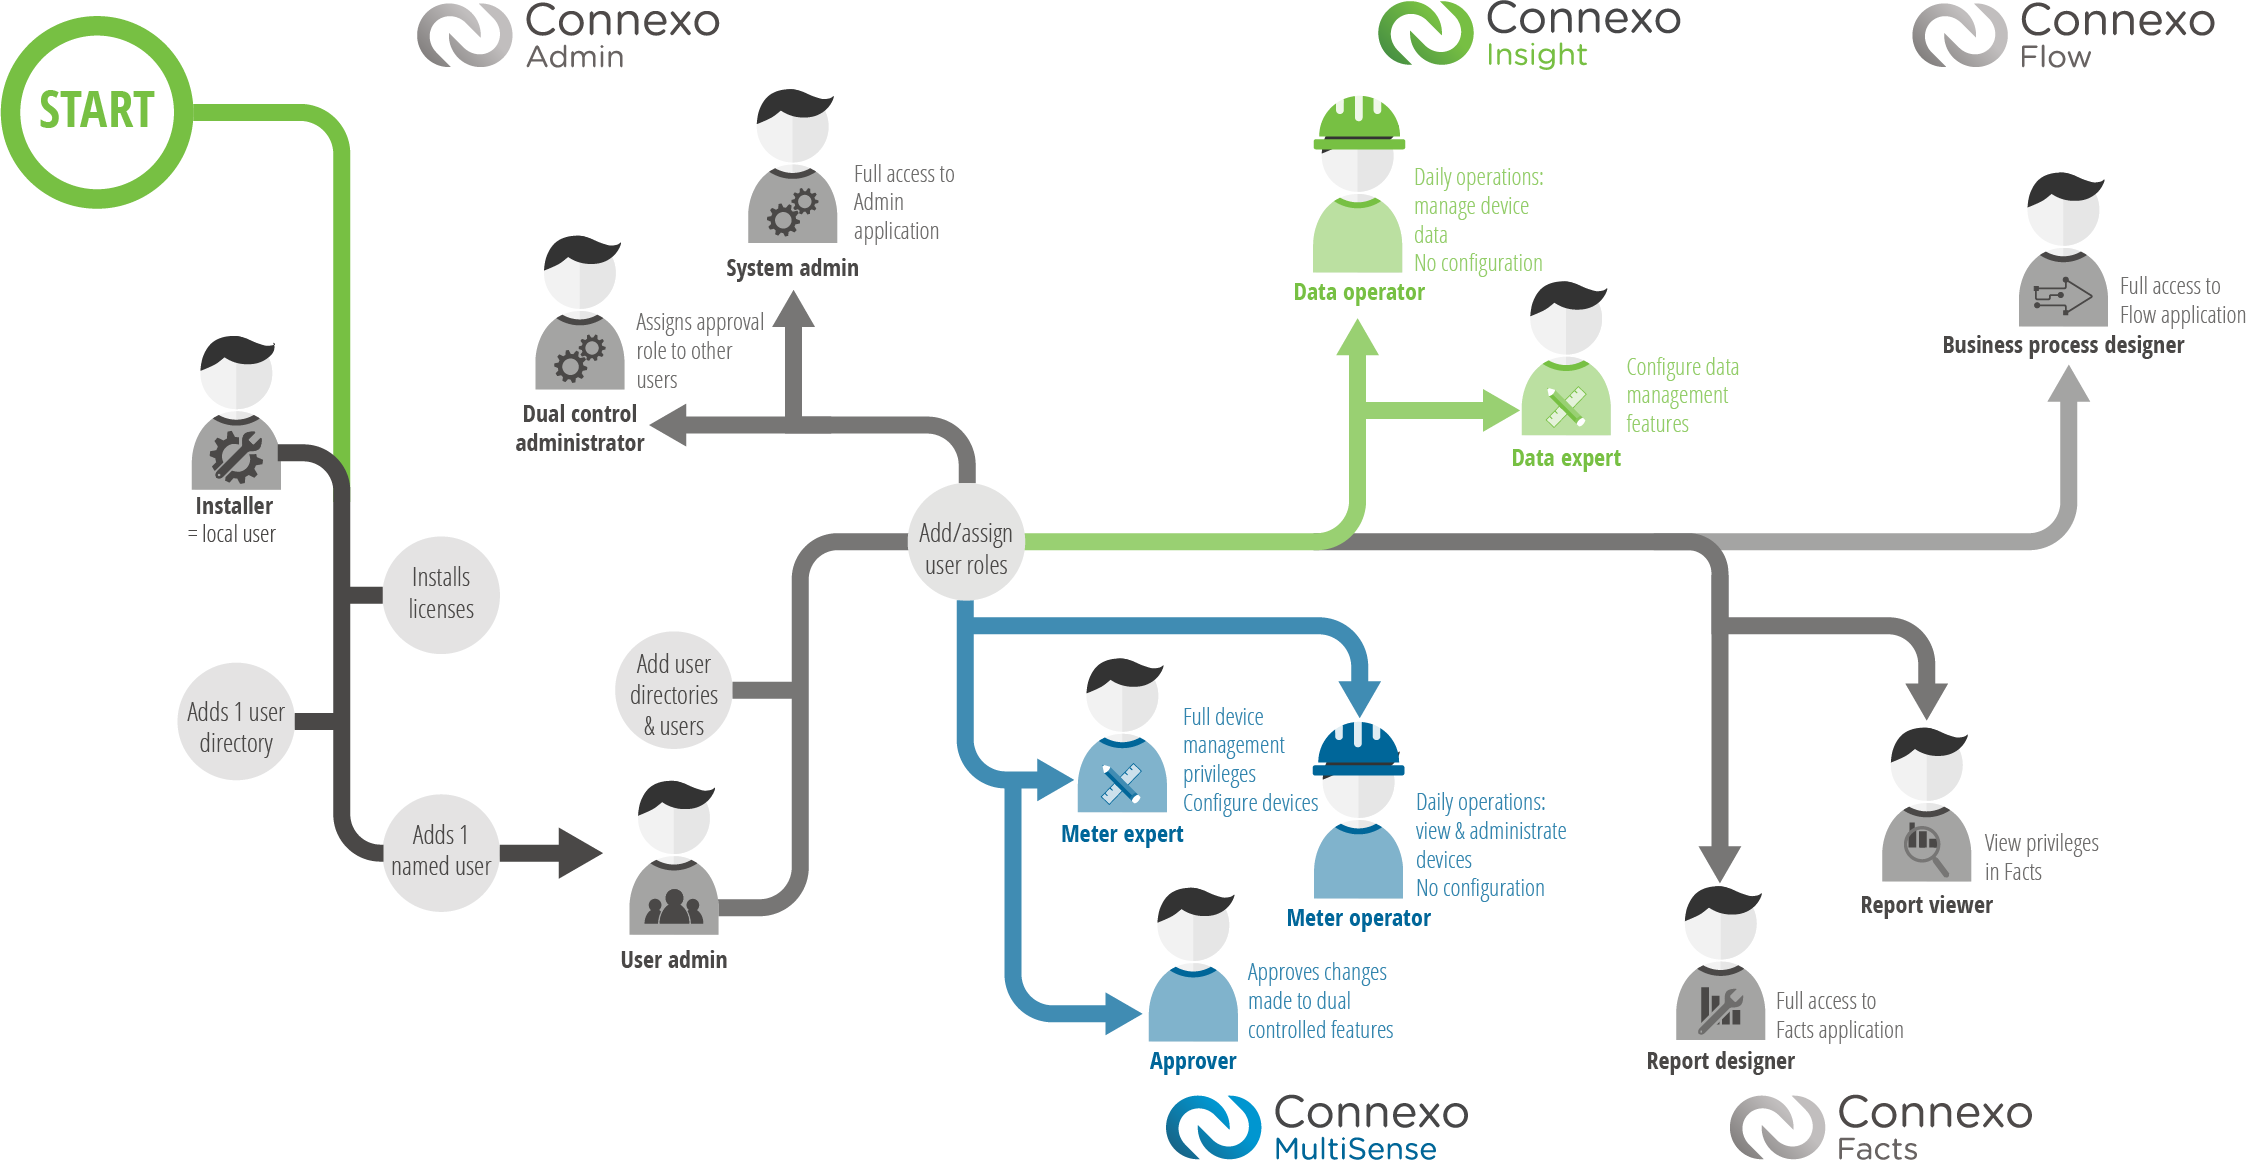 START
Connexo
Admin
Connexo
Insight
Connexo
Flow
Full access to
Admin
application
System admin
Assigns approval
role to other
users
Dual control
administrator
Installer
= local user
Installs
licenses
Adds 1 user
directory
Adds 1
named user
User admin
Add user
directories
& users
Add/assign
user roles
Daily operations:
manage device
data
No configuration
Data operator
Configure data
management
features
Data expert
Full access to
Flow application
Business process designer
Full device
management
privileges
Configure devices
Meter expert
Daily operations:
view & administrate
devices
No configuration
Meter operator
Approves changes
made to dual
controlled features
Approver
View privileges
in Facts
Report viewer
Full access to
Facts application
Report designer
Connexo
MultiSense
Connexo
Facts